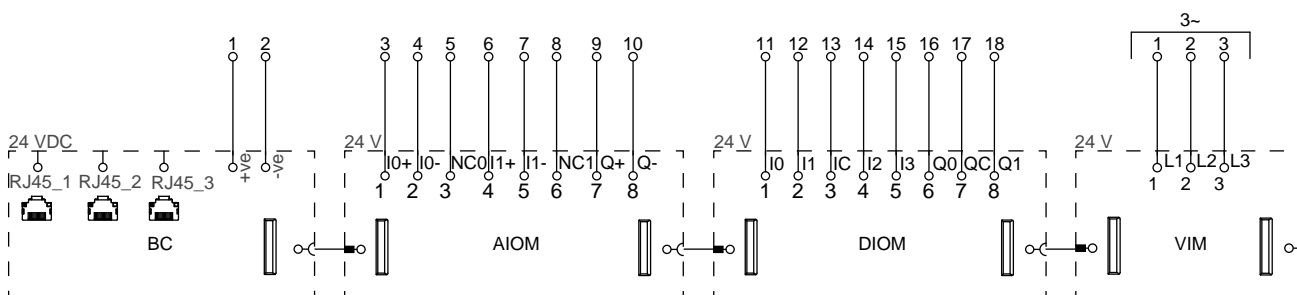 3~
1 2 3 4 5 6 7 8 9 10 11 12 13 14 15 16 17 18 1 2 3
24 VDC 24 V 24 V 24 V
+ve -ve I0+ I0- NC0 I1+ I1- NC1 Q+ Q- I0 I1 IC I2 I3 Q0 QC Q1 L1 L2 L3
RJ45_1 RJ45_2 RJ45_3 1 2 3 4 5 6 7 8 1 2 3 4 5 6 7 8 1 2 3
BC AIOM DIOM VIM